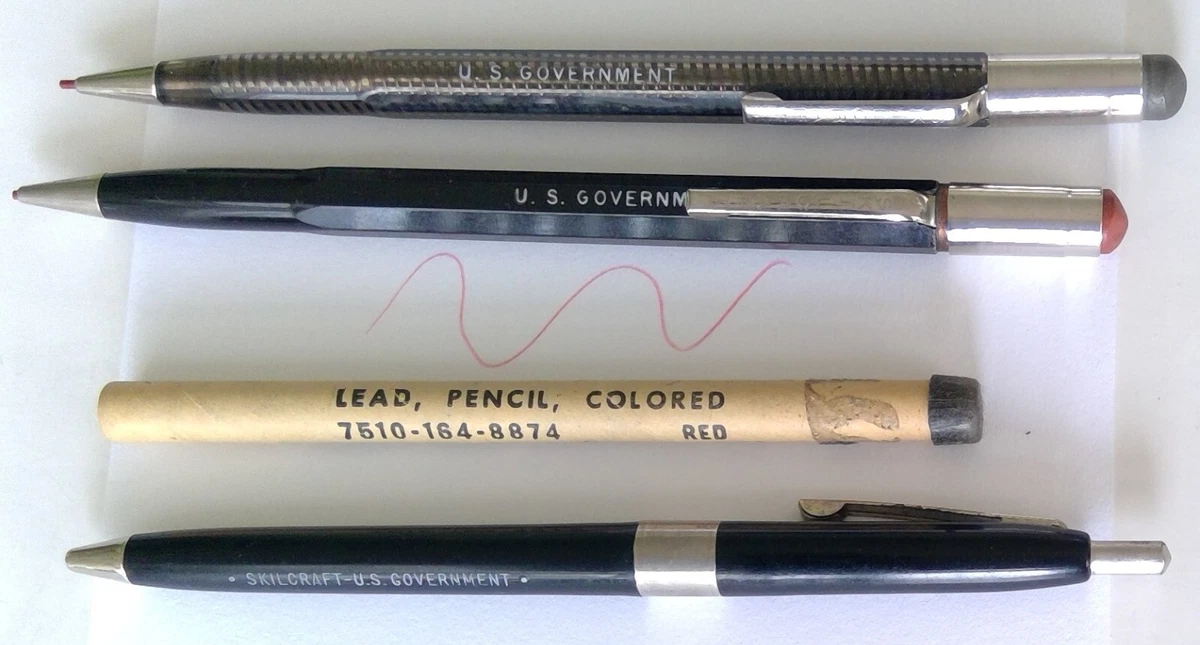 U. S. GOVERNMENT
U. S. GOVERNM
LEAD, PENCIL, COLORED
7510-164-8874 RED
• SKILCRAFT-U.S. GOVERNMENT •